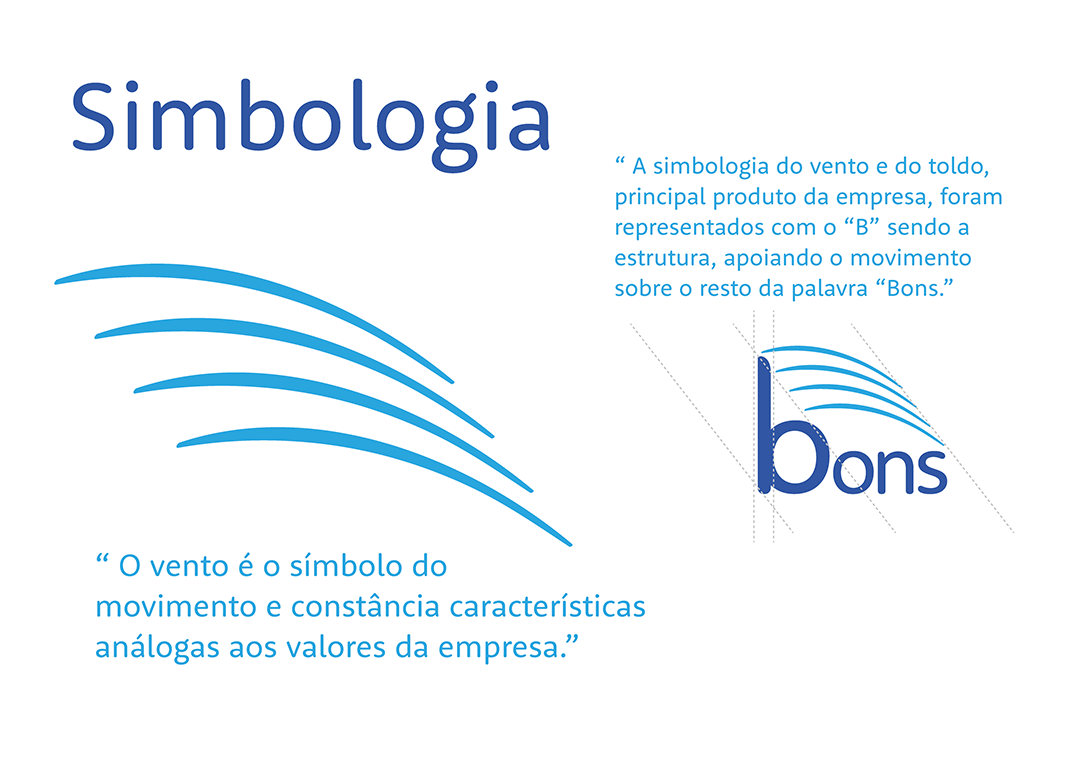 Simbologia
“ A simbologia do vento e do toldo,
principal produto da empresa, foram
representados com o “B” sendo a
estrutura, apoiando o movimento
sobre o resto da palavra “Bons.”
bons
“ O vento é o símbolo do
movimento e constância características
análogas aos valores da empresa.”